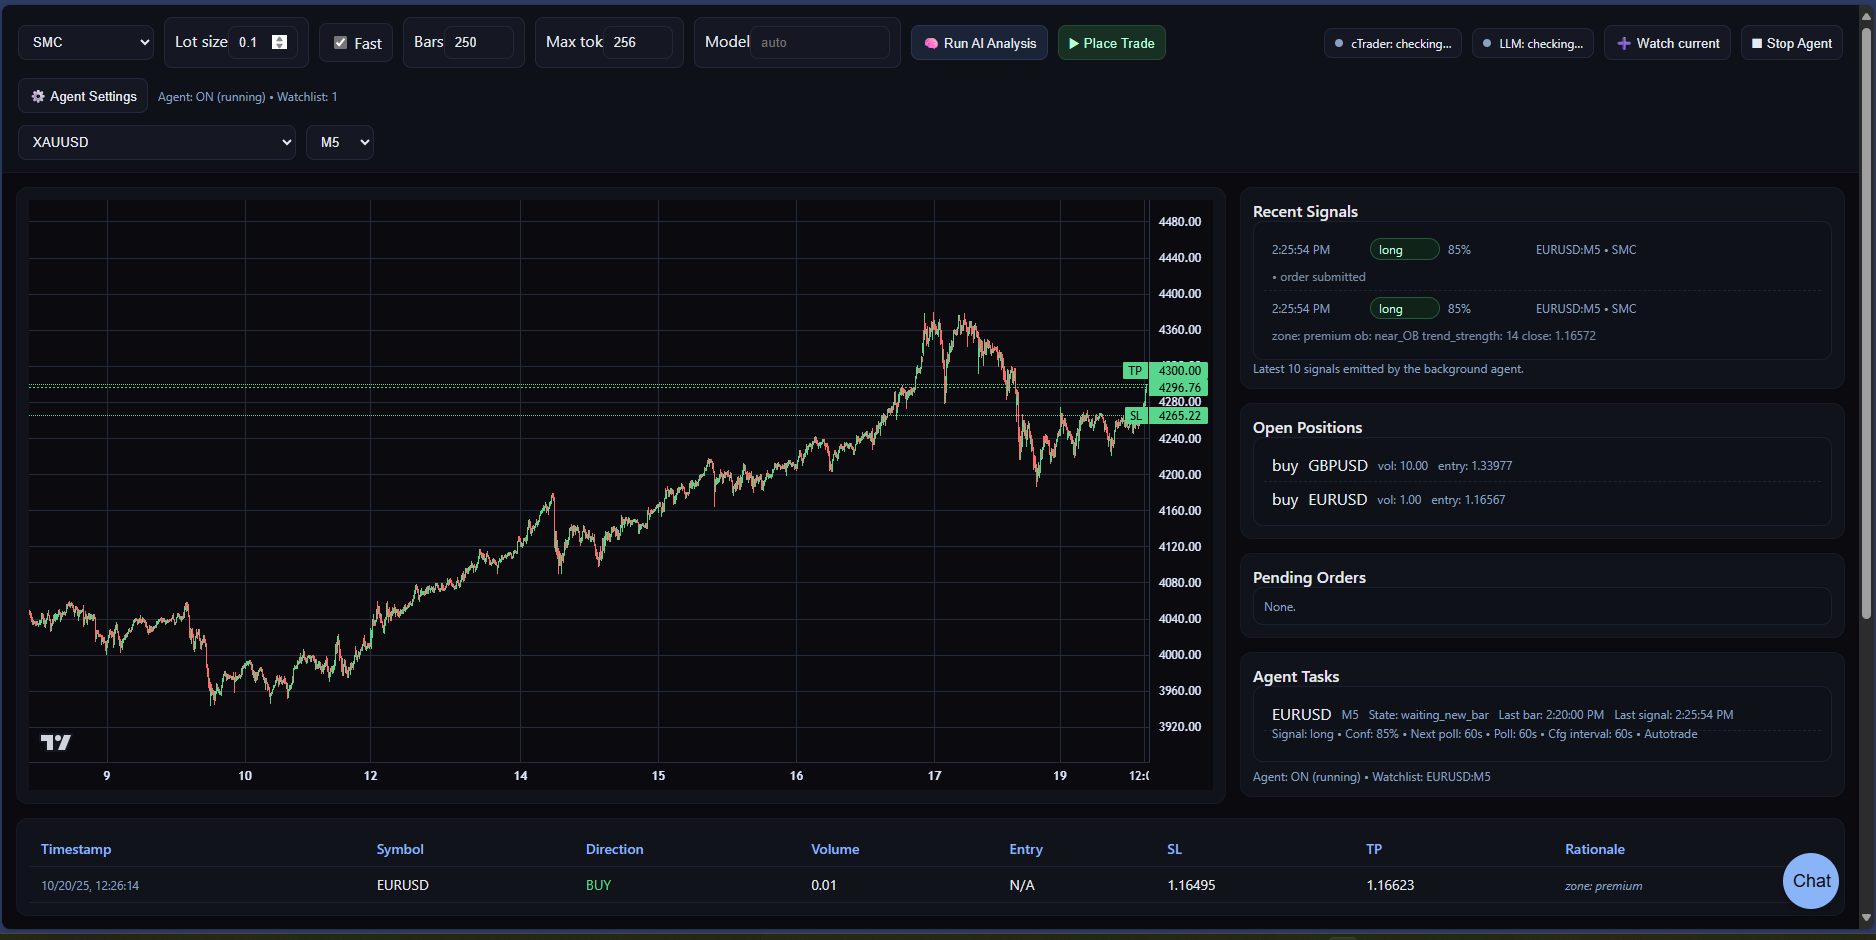 SMC Lot size 0.1 Fast Bars 250 Max tok 256 Model auto Run AI Analysis Place Trade cTrader: checking... LLM: checking... Watch current Stop Agent
Agent Settings Agent: ON (running) • Watchlist: 1
XAUUSD M5
4480.00
4440.00
4400.00
4360.00
TP 4300.00
4296.76
4280.00
SL 4265.22
4240.00
4200.00
4160.00
4120.00
4080.00
4040.00
4000.00
3960.00
3920.00
9 10 12 14 15 16 17 19 12:0
Recent Signals
2:25:54 PM long 85% EURUSD:M5 • SMC
• order submitted
2:25:54 PM long 85% EURUSD:M5 • SMC
zone: premium ob: near_OB trend_strength: 14 close: 1.16572
Latest 10 signals emitted by the background agent.
Open Positions
buy GBPUSD vol: 10.00 entry: 1.33977
buy EURUSD vol: 1.00 entry: 1.16567
Pending Orders
None.
Agent Tasks
EURUSD M5 State: waiting_new_bar Last bar: 2:20:00 PM Last signal: 2:25:54 PM
Signal: long • Conf: 85% • Next poll: 60s • Poll: 60s • Cfg interval: 60s • Autotrade
Agent: ON (running) • Watchlist: EURUSD:M5
Timestamp Symbol Direction Volume Entry SL TP Rationale
10/20/25, 12:26:14 EURUSD BUY 0.01 N/A 1.16495 1.16623 zone: premium
Chat